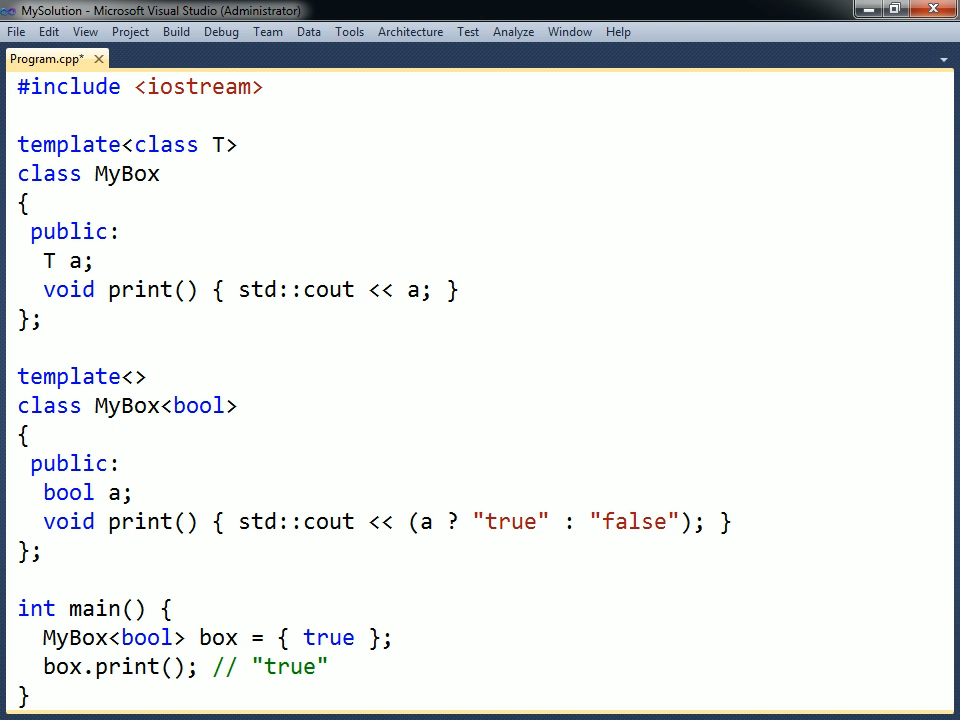 MySolution - Microsoft Visual Studio (Administrator)
File Edit View Project Build Debug Team Data Tools Architecture Test Analyze Window Help
Program.cpp*
#include <iostream>
template<class T>
class MyBox
{
 public:
  T a;
  void print() { std::cout << a; }
};
template<>
class MyBox<bool>
{
 public:
  bool a;
  void print() { std::cout << (a ? "true" : "false"); }
};
int main() {
  MyBox<bool> box = { true };
  box.print(); // "true"
}